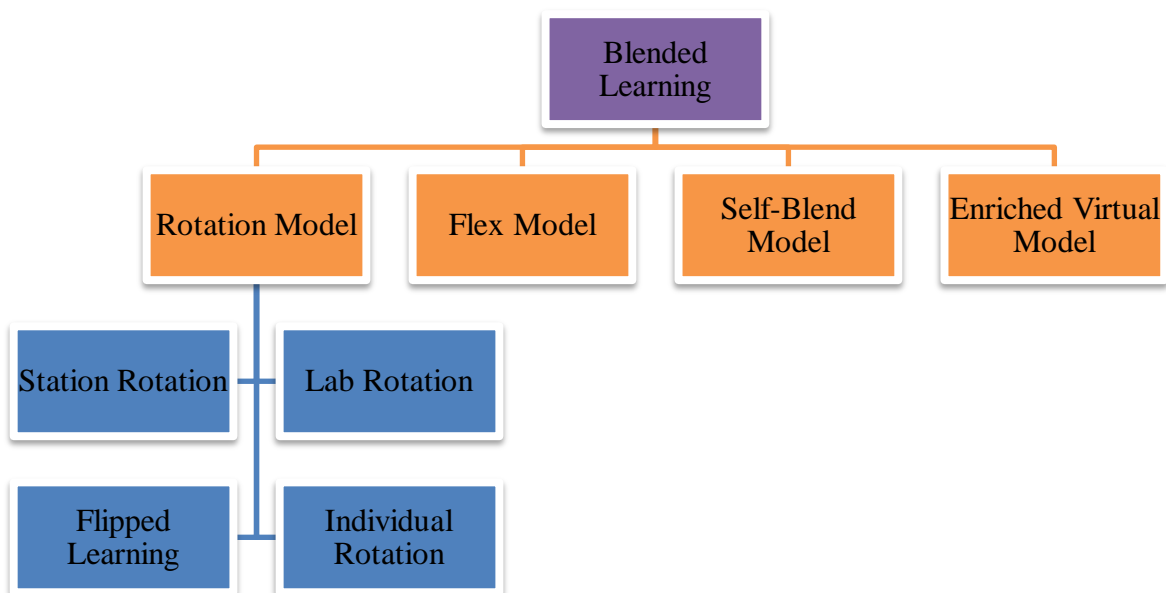 Blended
Learning
Rotation Model
Flex Model
Self-Blend
Model
Enriched Virtual
Model
Station Rotation
Lab Rotation
Flipped
Learning
Individual
Rotation